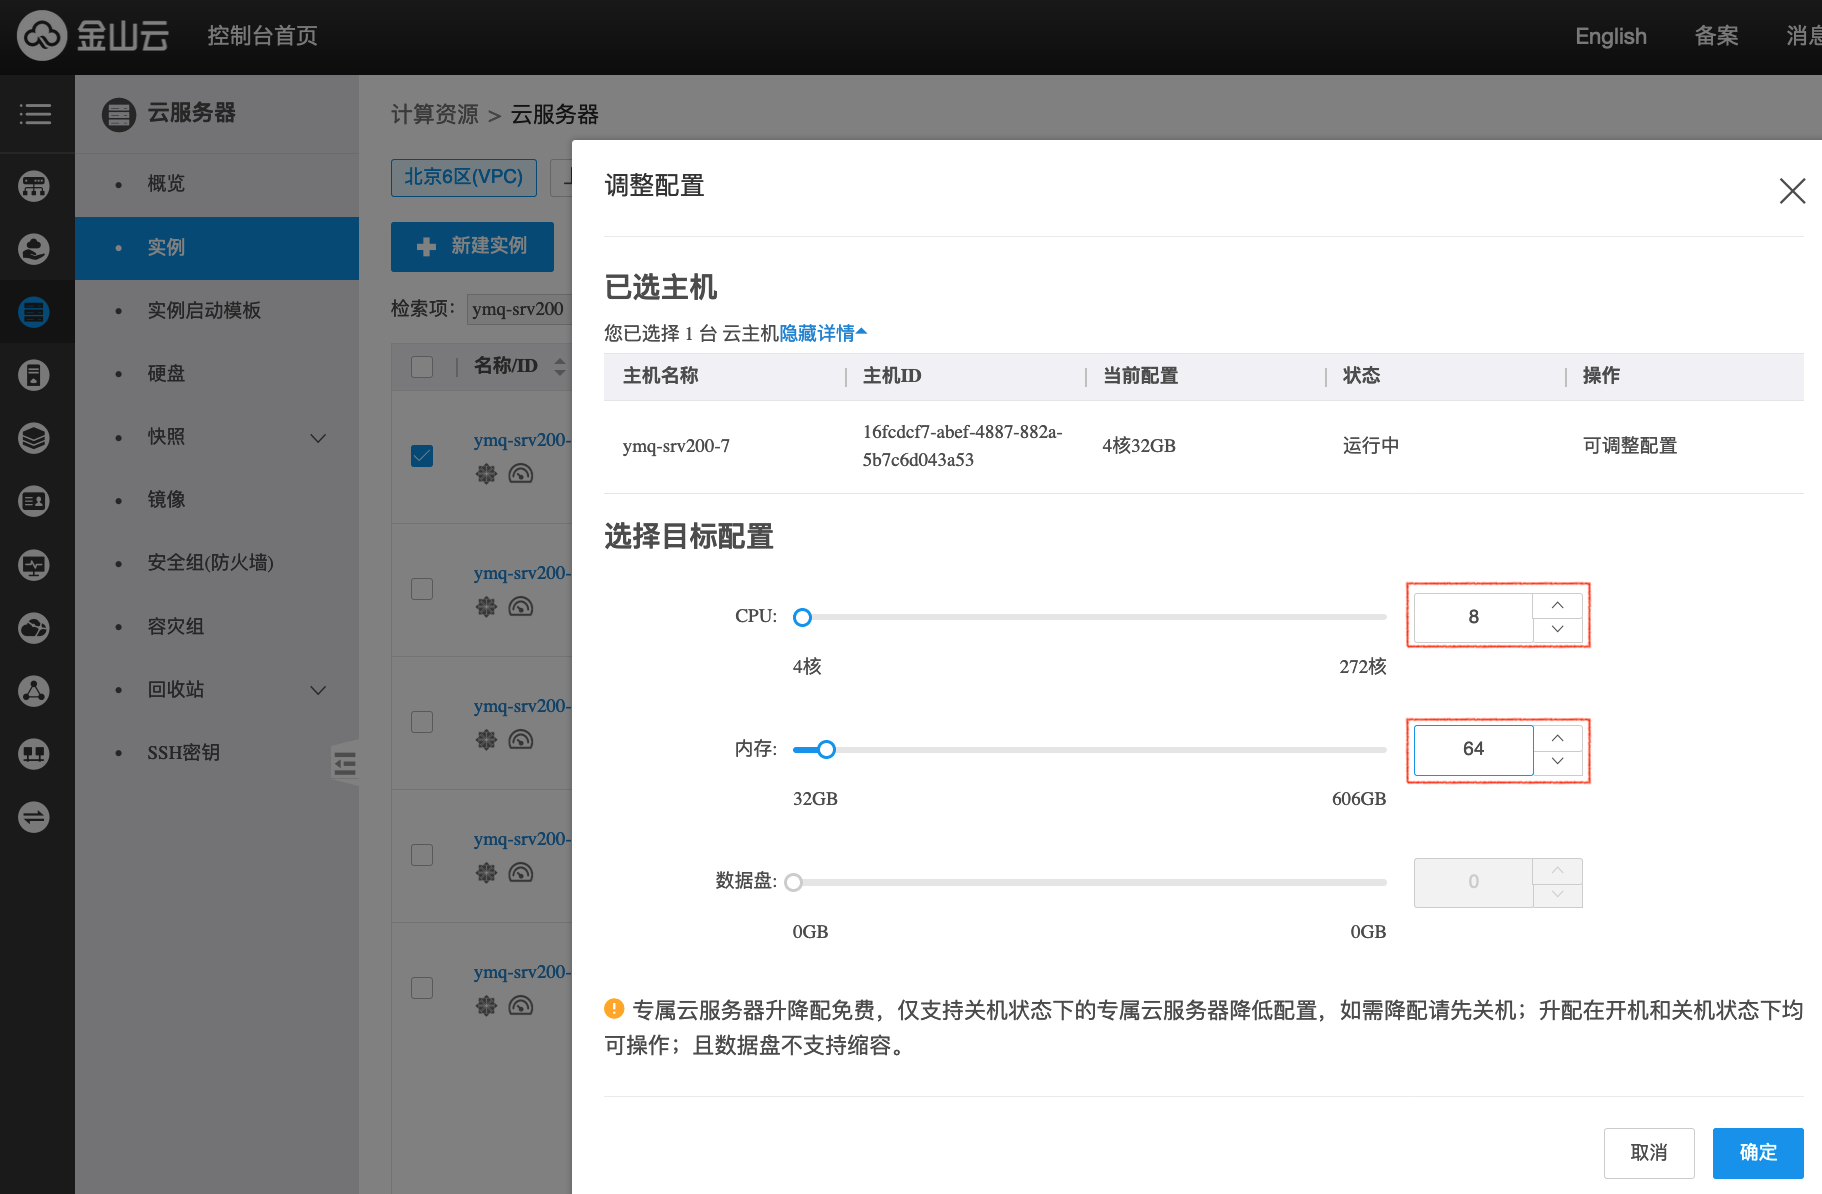 金山云 控制台首页 English 备案 消息
云服务器
概览
实例
实例启动模板
硬盘
快照
镜像
安全组(防火墙)
容灾组
回收站
SSH密钥
计算资源 > 云服务器
北京6区(VPC)
新建实例
检索项: ymq-srv200
名称/ID
ymq-srv200-
ymq-srv200-
ymq-srv200-
ymq-srv200-
ymq-srv200-
调整配置
已选主机
您已选择 1 台 云主机隐藏详情
主机名称 主机ID 当前配置 状态 操作
ymq-srv200-7 16fcdcf7-abef-4887-882a-5b7c6d043a53 4核32GB 运行中 可调整配置
选择目标配置
CPU: 8
4核 272核
内存: 64
32GB 606GB
数据盘: 0
0GB 0GB
专属云服务器升降配免费，仅支持关机状态下的专属云服务器降低配置，如需降配请先关机；升配在开机和关机状态下均
可操作；且数据盘不支持缩容。
取消 确定